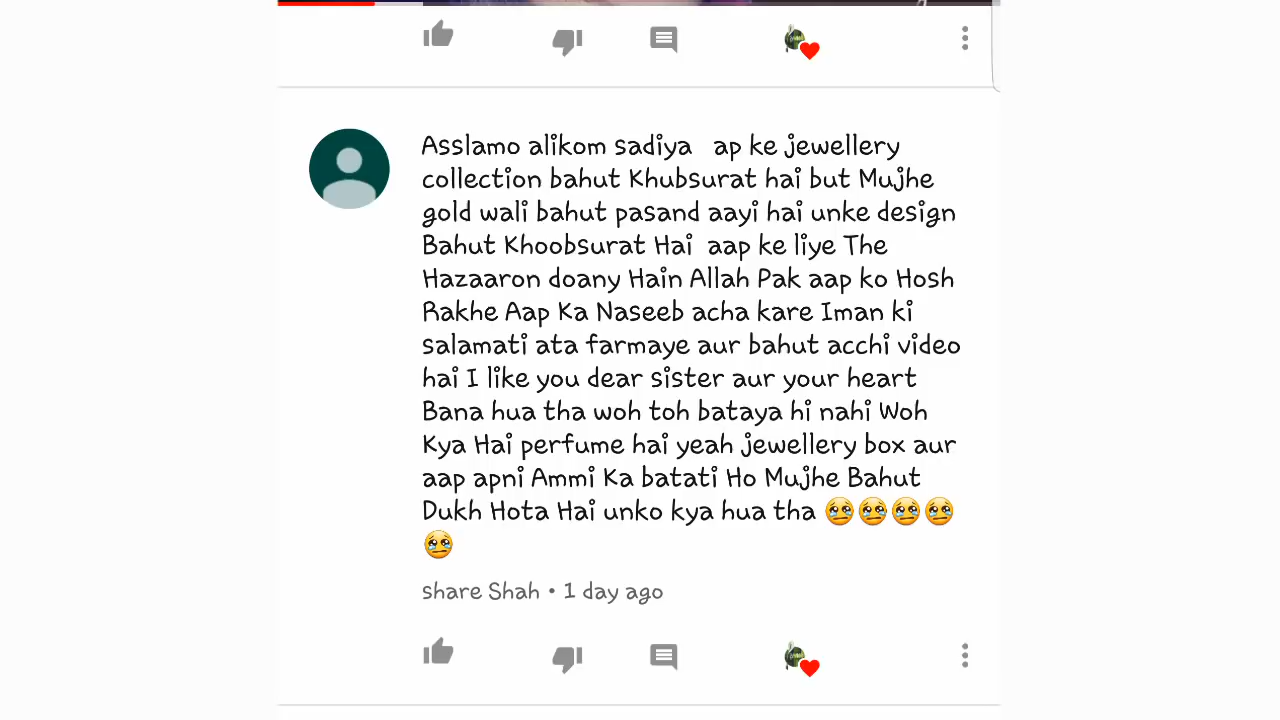 Asslamo alikom sadiya ap ke jewellery
collection bahut Khubsurat hai but Mujhe
gold wali bahut pasand aayi hai unke design
Bahut Khoobsurat Hai aap ke liye The
Hazaaron doany Hain Allah Pak aap ko Hosh
Rakhe Aap Ka Naseeb acha kare Iman ki
salamati ata farmaye aur bahut acchi video
hai I like you dear sister aur your heart
Bana hua tha woh toh bataya hi nahi Woh
Kya Hai perfume hai yeah jewellery box aur
aap apni Ammi Ka batati Ho Mujhe Bahut
Dukh Hota Hai unko kya hua tha 😢😢😢😢
😢
share Shah • 1 day ago